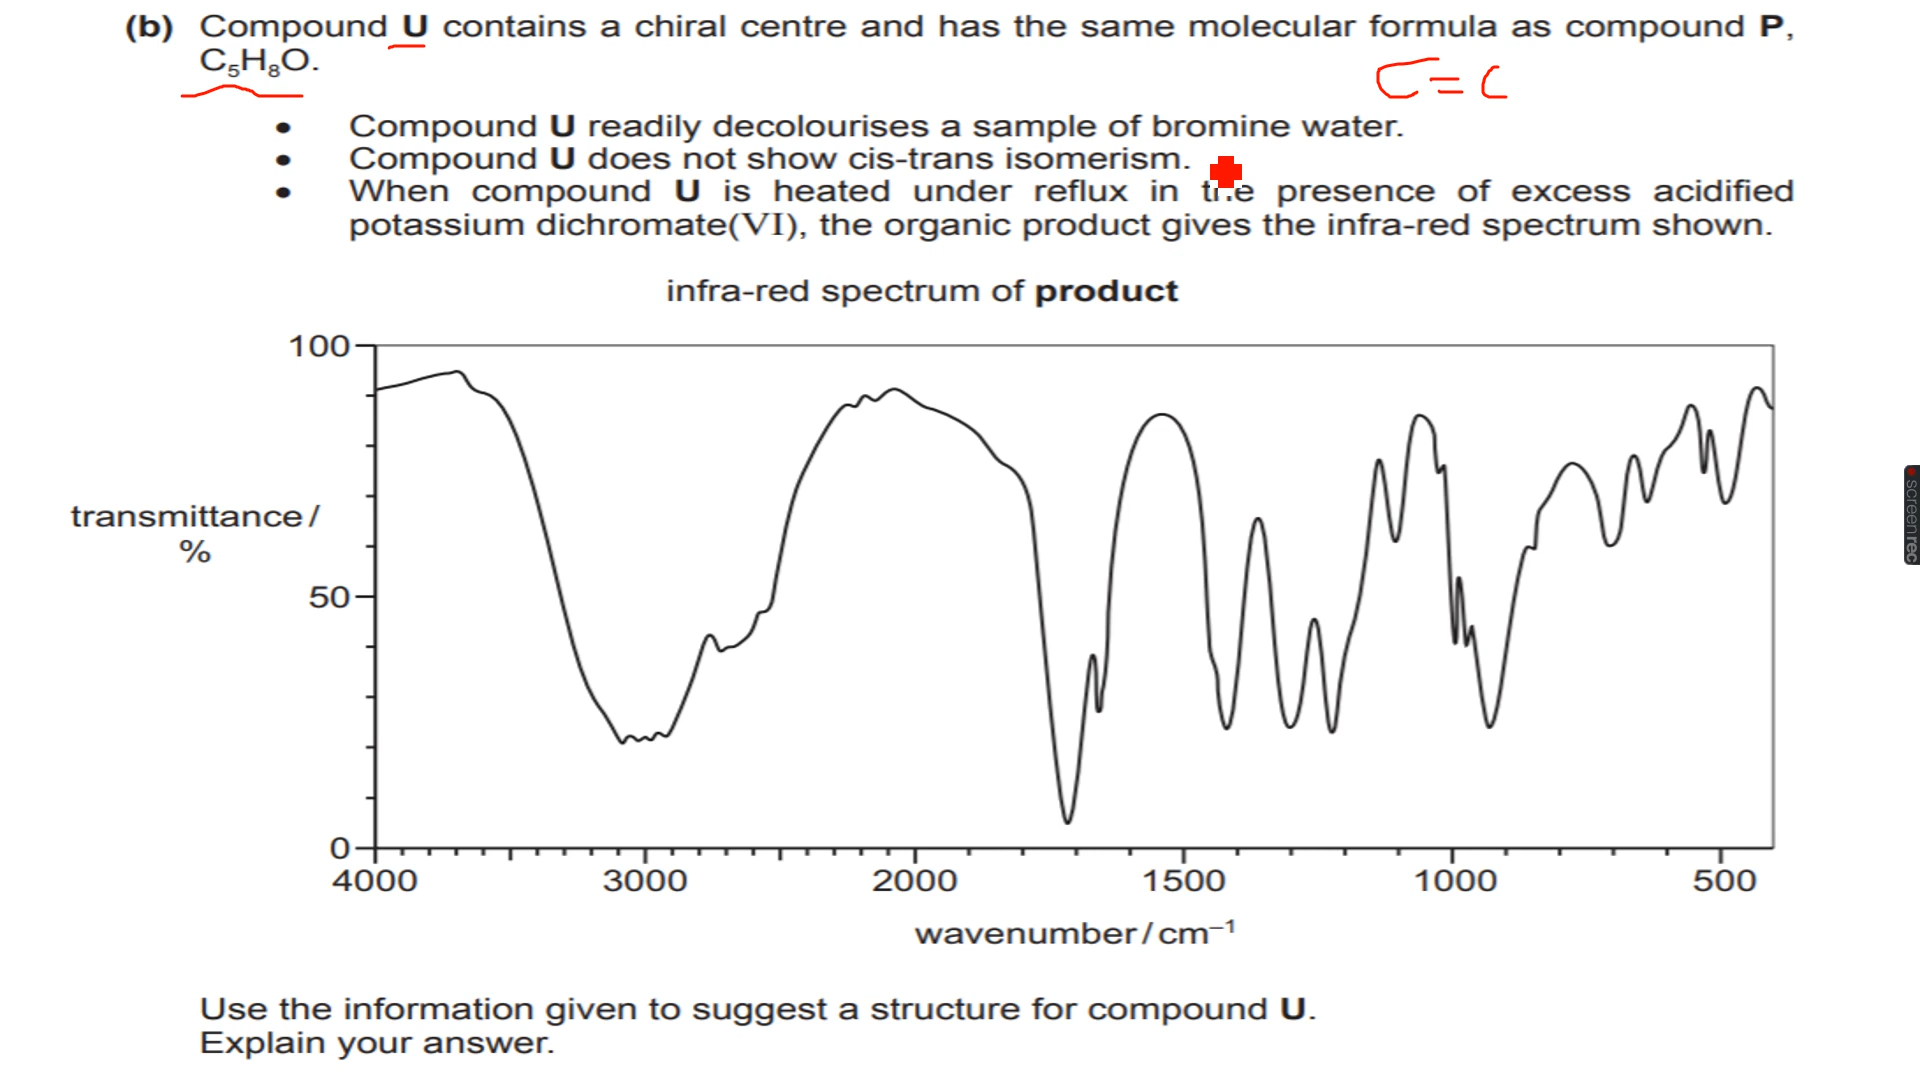 (b) Compound U contains a chiral centre and has the same molecular formula as compound P,
C₅H₈O.
C=C
• Compound U readily decolourises a sample of bromine water.
• Compound U does not show cis-trans isomerism.
• When compound U is heated under reflux in the presence of excess acidified
potassium dichromate(VI), the organic product gives the infra-red spectrum shown.
infra-red spectrum of product
100
transmittance /
%
50
0
4000 3000 2000 1500 1000 500
wavenumber / cm⁻¹
Use the information given to suggest a structure for compound U.
Explain your answer.
screenrec